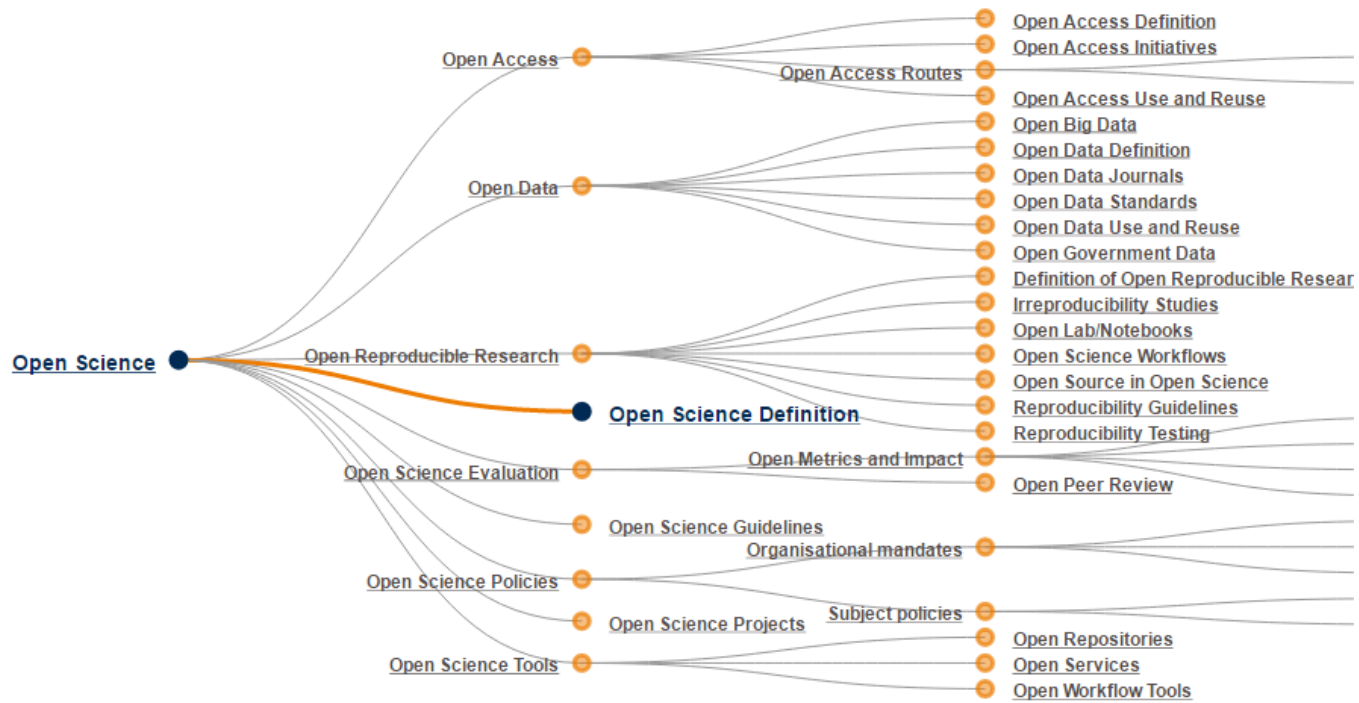 Open Science
Open Access
Open Access Definition
Open Access Initiatives
Open Access Routes
Open Access Use and Reuse
Open Data
Open Big Data
Open Data Definition
Open Data Journals
Open Data Standards
Open Data Use and Reuse
Open Government Data
Open Reproducible Research
Definition of Open Reproducible Resear
Irreproducibility Studies
Open Lab/Notebooks
Open Science Workflows
Open Source in Open Science
Reproducibility Guidelines
Reproducibility Testing
Open Science Definition
Open Science Evaluation
Open Metrics and Impact
Open Peer Review
Open Science Guidelines
Open Science Policies
Organisational mandates
Subject policies
Open Science Projects
Open Science Tools
Open Repositories
Open Services
Open Workflow Tools